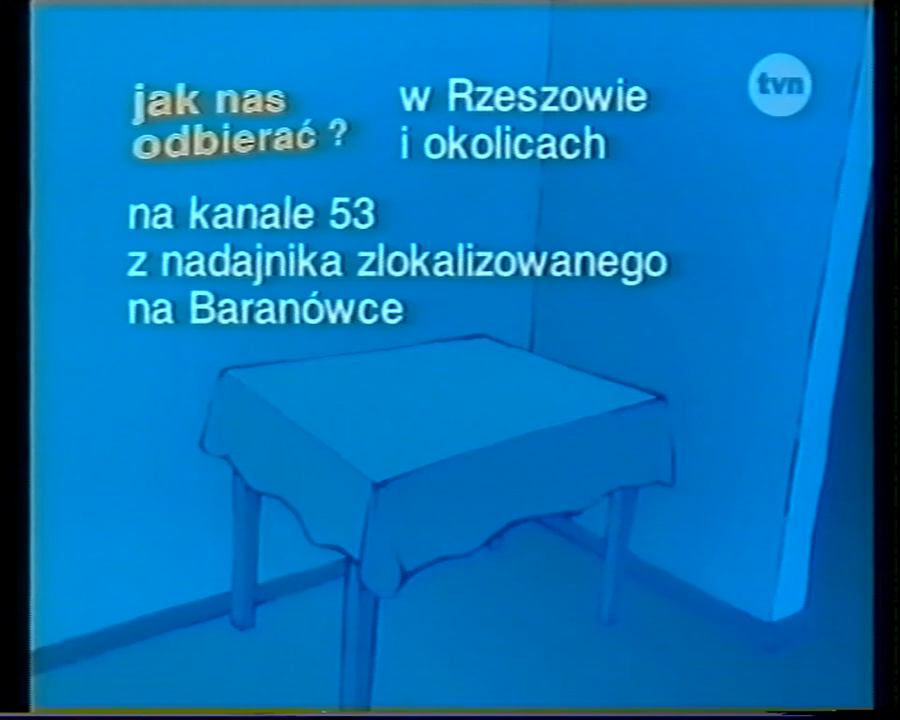 jak nas
odbierać ?
w Rzeszowie
i okolicach
tvn
na kanale 53
z nadajnika zlokalizowanego
na Baranówce